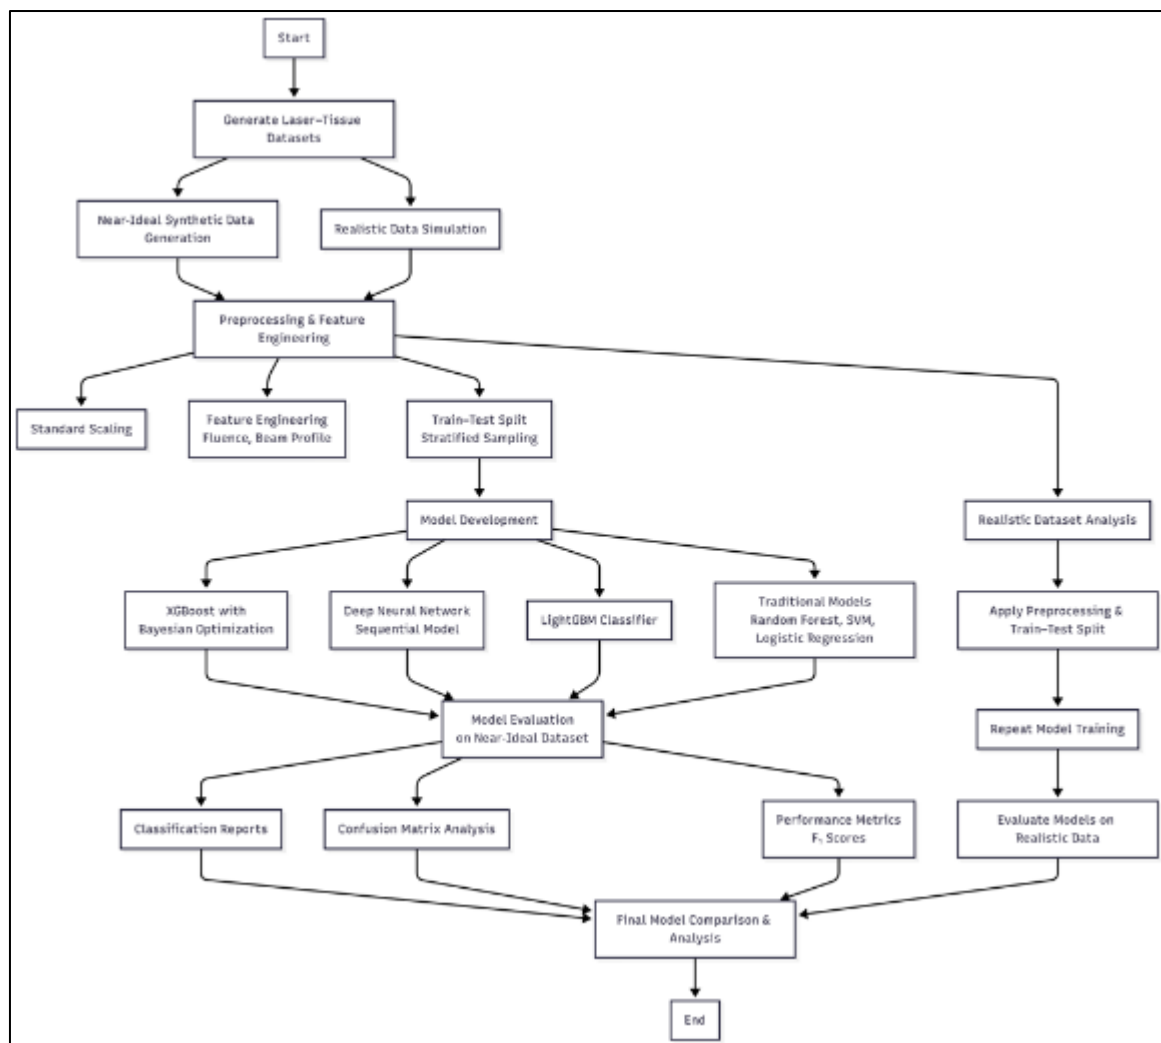 Start
Generate Laser-Tissue
Datasets
Near-Ideal Synthetic Data
Generation
Realistic Data Simulation
Preprocessing & Feature
Engineering
Standard Scaling
Feature Engineering
Fluence, Beam Profile
Train-Test Split
Stratified Sampling
Model Development
Realistic Dataset Analysis
XGBoost with
Bayesian Optimization
Deep Neural Network
Sequential Model
LightGBM Classifier
Traditional Models
Random Forest, SVM,
Logistic Regression
Apply Preprocessing &
Train-Test Split
Model Evaluation
on Near-Ideal Dataset
Repeat Model Training
Classification Reports
Confusion Matrix Analysis
Performance Metrics
F₁ Scores
Evaluate Models on
Realistic Data
Final Model Comparison &
Analysis
End